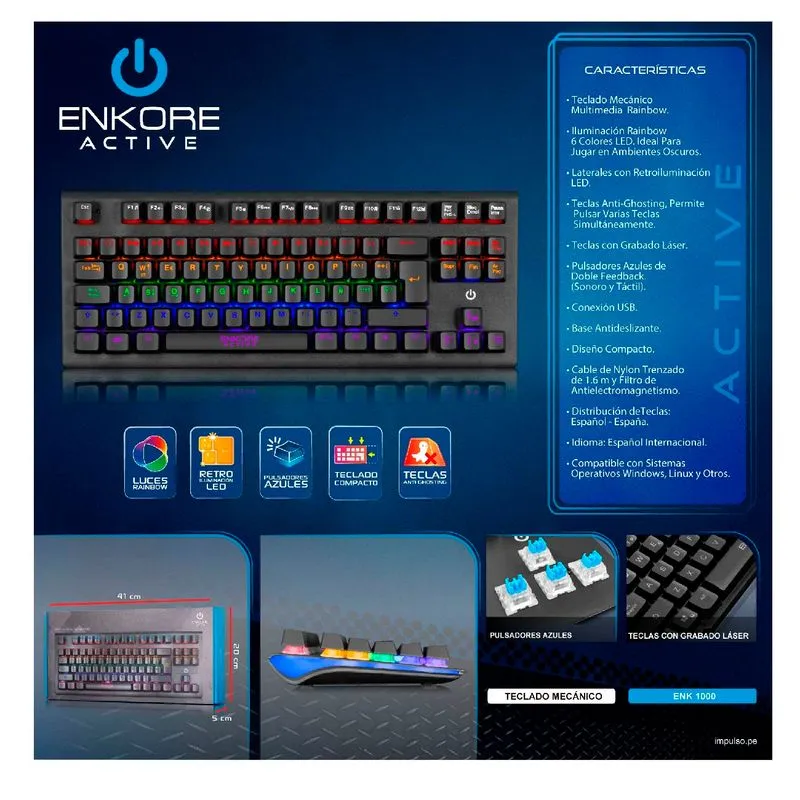 ENKORE
ACTIVE
CARACTERÍSTICAS
• Teclado Mecánico
Multimedia Rainbow.
• Iluminación Rainbow
6 Colores LED. Ideal Para
Jugar en Ambientes Oscuros.
• Laterales con Retroiluminación
LED.
• Teclas Anti-Ghosting, Permite
Pulsar Varias Teclas
Simultáneamente.
• Teclas con Grabado Láser.
• Pulsadores Azules de
Doble Feedback.
(Sonoro y Táctil).
• Conexión USB.
• Base Antideslizante.
• Diseño Compacto.
• Cable de Nylon Trenzado
de 1.6 m y Filtro de
Antielectromagnetismo.
• Distribución deTeclas:
Español - España.
• Idioma: Español Internacional.
• Compatible con Sistemas
Operativos Windows, Linux y Otros.
ACTIVE
Q W E R T Y U I O P
A S D F G H J K L Ñ
Z X C V B N M
ENKORE
ACTIVE
LUCES
RAINBOW
RETRO
ILUMINACIÓN
LED
PULSADORES
AZULES
TECLADO
COMPACTO
TECLAS
ANTI GHOSTING
41 cm
20 cm
5 cm
PULSADORES AZULES
TECLAS CON GRABADO LÁSER
TECLADO MECÁNICO
ENK 1000
impulso.pe